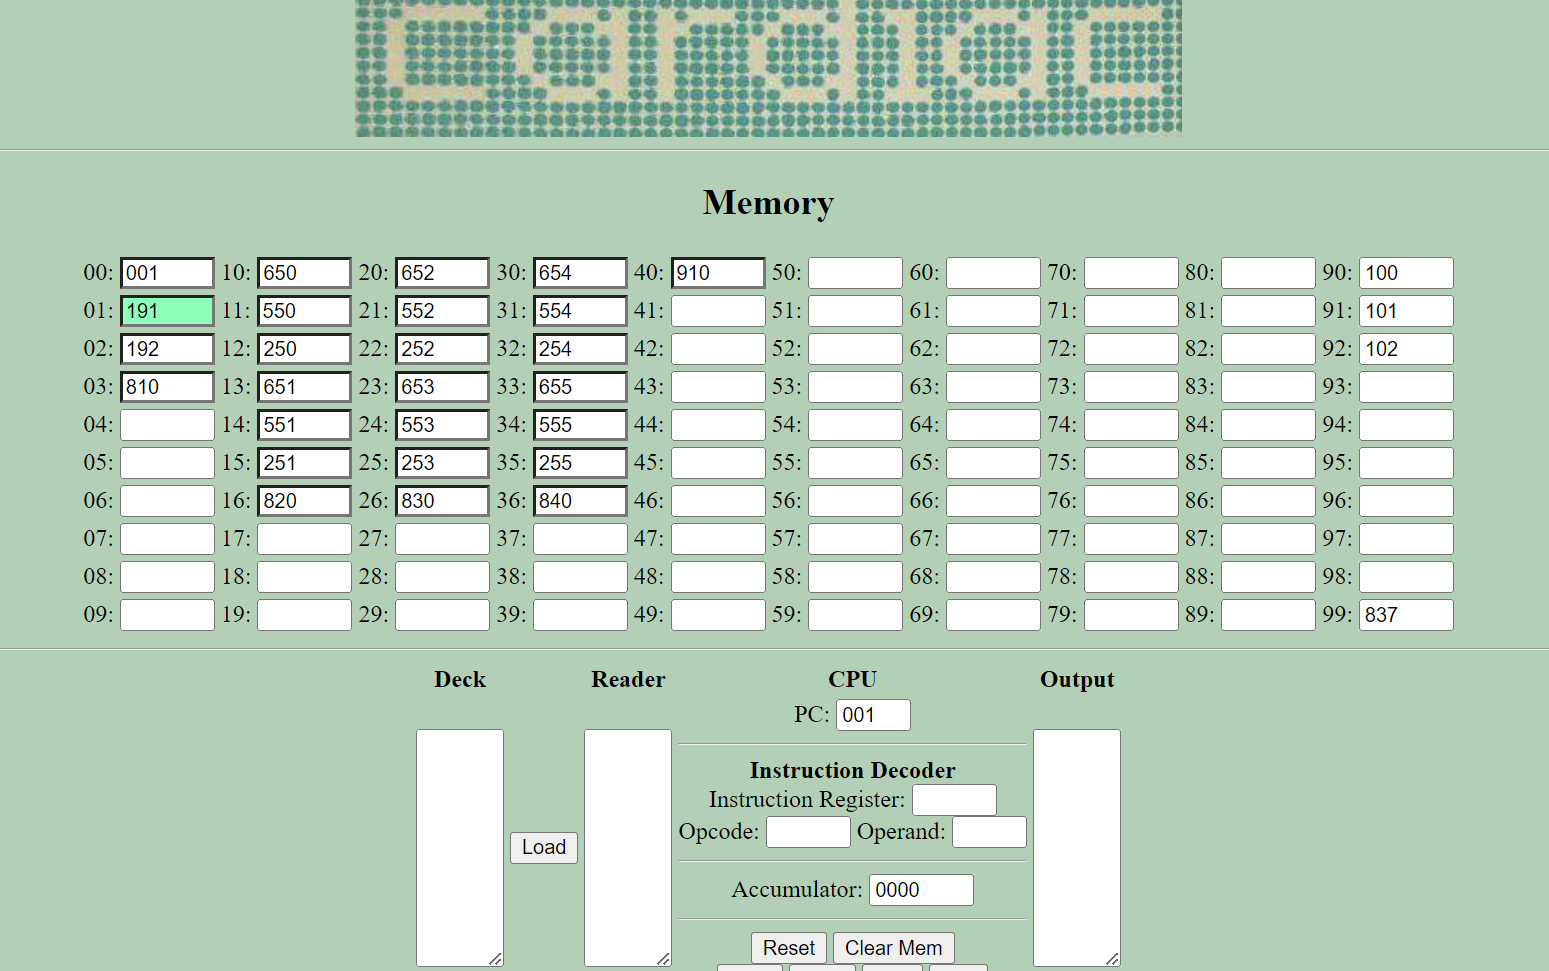 Memory
00: 001 10: 650 20: 652 30: 654 40: 910 50: 60: 70: 80: 90: 100
01: 191 11: 550 21: 552 31: 554 41: 51: 61: 71: 81: 91: 101
02: 192 12: 250 22: 252 32: 254 42: 52: 62: 72: 82: 92: 102
03: 810 13: 651 23: 653 33: 655 43: 53: 63: 73: 83: 93:
04: 14: 551 24: 553 34: 555 44: 54: 64: 74: 84: 94:
05: 15: 251 25: 253 35: 255 45: 55: 65: 75: 85: 95:
06: 16: 820 26: 830 36: 840 46: 56: 66: 76: 86: 96:
07: 17: 27: 37: 47: 57: 67: 77: 87: 97:
08: 18: 28: 38: 48: 58: 68: 78: 88: 98:
09: 19: 29: 39: 49: 59: 69: 79: 89: 99: 837
Deck Reader CPU Output
PC: 001
Instruction Decoder
Instruction Register:
Opcode: Operand:
Load
Accumulator: 0000
Reset Clear Mem